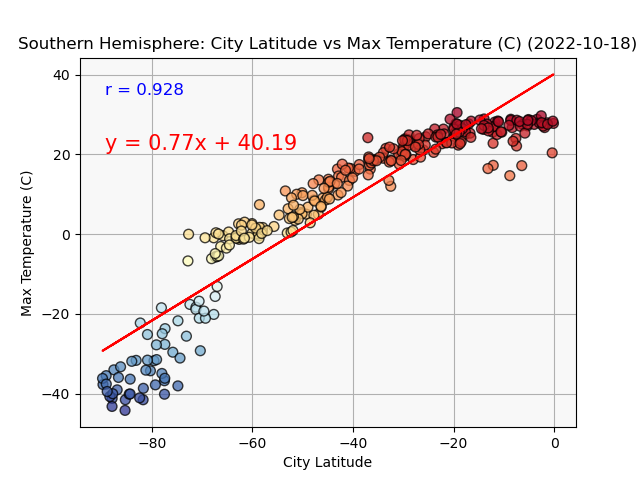 Southern Hemisphere: City Latitude vs Max Temperature (C) (2022-10-18)
40
r = 0.928
y = 0.77x + 40.19
20
0
−20
−40
Max Temperature (C)
−80 −60 −40 −20 0
City Latitude